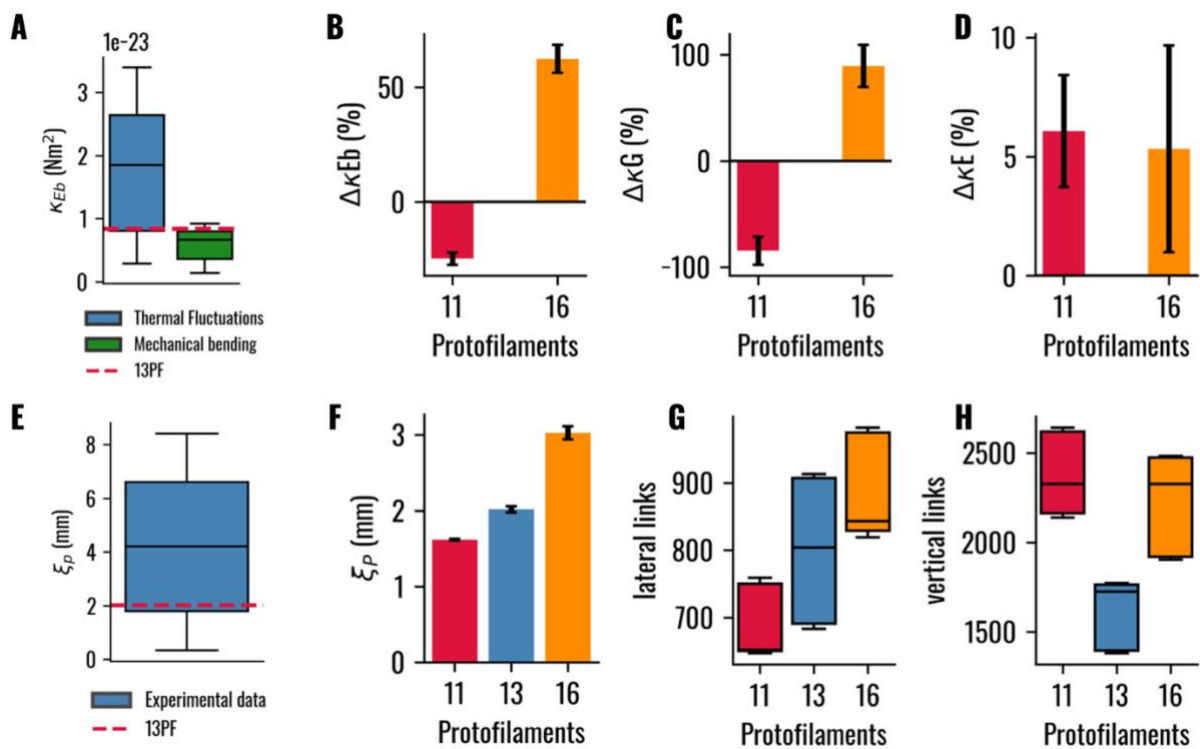 A
1e−23
κEb (Nm²)
3
2
1
0
Thermal Fluctuations
Mechanical bending
13PF
B
ΔκEb (%)
50
0
11 16
Protofilaments
C
ΔκG (%)
100
0
-100
11 16
Protofilaments
D
ΔκE (%)
10
5
0
11 16
Protofilaments
E
ξp (mm)
8
6
4
2
0
Experimental data
13PF
F
ξP (mm)
3
2
1
0
11 13 16
Protofilaments
G
lateral links
900
800
700
11 13 16
Protofilaments
H
vertical links
2500
2000
1500
11 13 16
Protofilaments